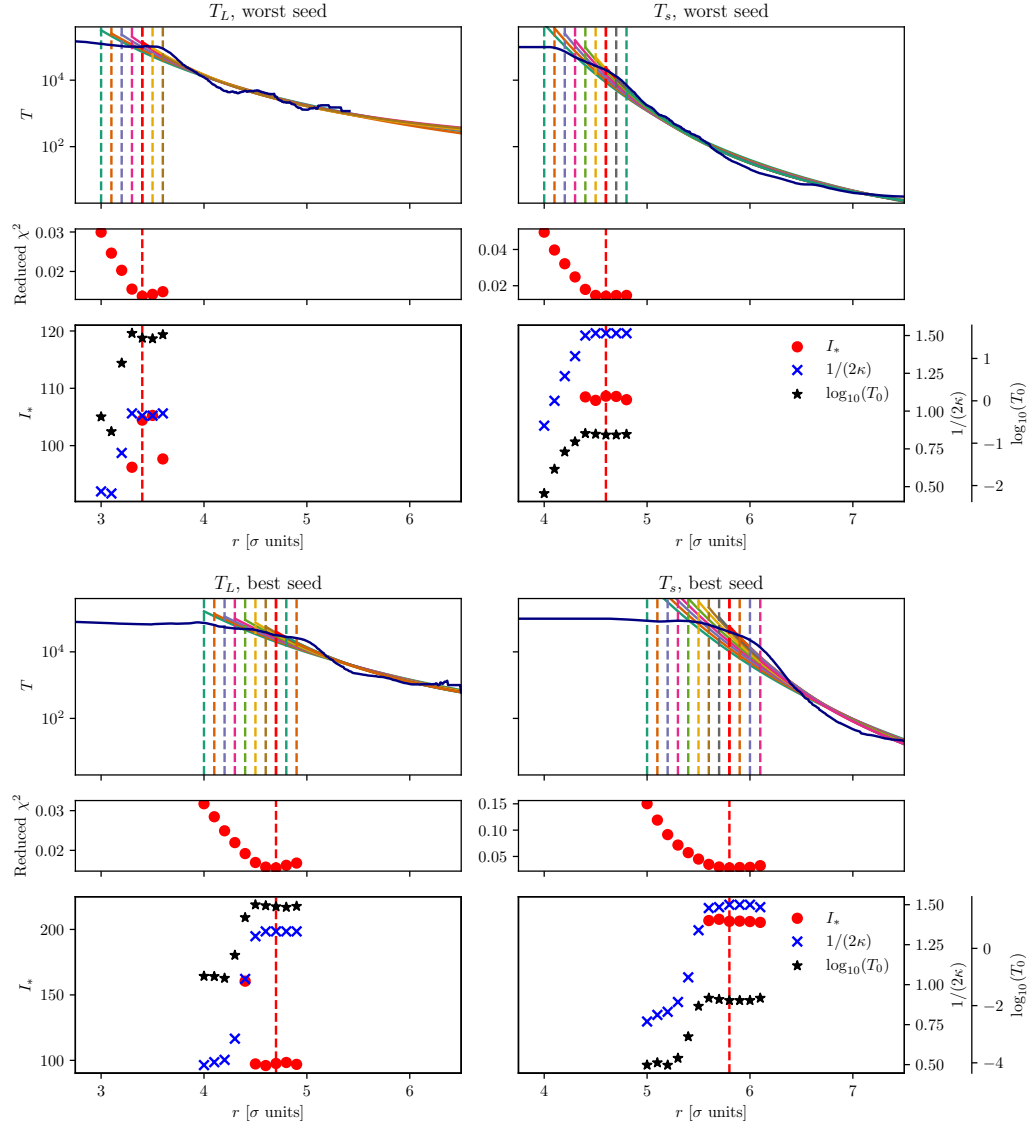 T_L, worst seed
T_s, worst seed
10^4
T
10^2
Reduced χ^2
0.03
0.02
0.04
0.02
120
110
100
I_*
I_*
1/(2κ)
log_10(T_0)
1.50
1.25
1.00
0.75
0.50
1/(2κ)
1
0
−1
−2
log_10(T_0)
3 4 5 6
4 5 6 7
r [σ units]
r [σ units]
T_L, best seed
T_s, best seed
10^4
T
10^2
Reduced χ^2
0.03
0.02
0.15
0.10
0.05
200
150
100
I_*
I_*
1/(2κ)
log_10(T_0)
1.50
1.25
1.00
0.75
0.50
1/(2κ)
0
−2
−4
log_10(T_0)
3 4 5 6
4 5 6 7
r [σ units]
r [σ units]